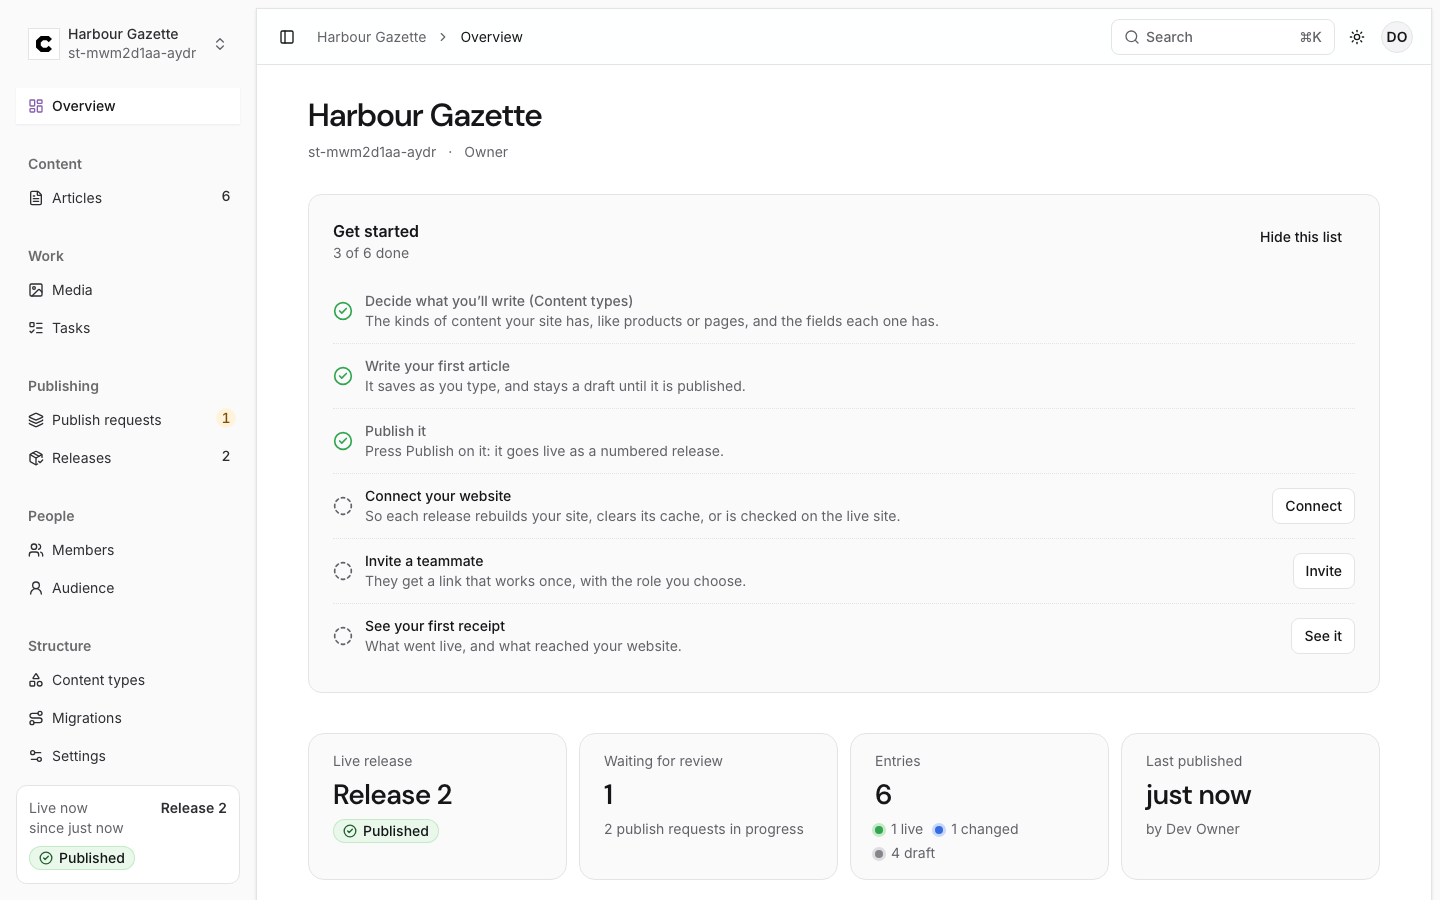 Harbour Gazette
st-mwm2d1aa-aydr
Overview
Content
Articles 6
Work
Media
Tasks
Publishing
Publish requests 1
Releases 2
People
Members
Audience
Structure
Content types
Migrations
Settings
Live now Release 2
since just now
Published
Harbour Gazette > Overview
Search ⌘K
DO
Harbour Gazette
st-mwm2d1aa-aydr · Owner
Get started
3 of 6 done
Hide this list
Decide what you’ll write (Content types)
The kinds of content your site has, like products or pages, and the fields each one has.
Write your first article
It saves as you type, and stays a draft until it is published.
Publish it
Press Publish on it: it goes live as a numbered release.
Connect your website
So each release rebuilds your site, clears its cache, or is checked on the live site.
Connect
Invite a teammate
They get a link that works once, with the role you choose.
Invite
See your first receipt
What went live, and what reached your website.
See it
Live release
Release 2
Published
Waiting for review
1
2 publish requests in progress
Entries
6
1 live 1 changed
4 draft
Last published
just now
by Dev Owner